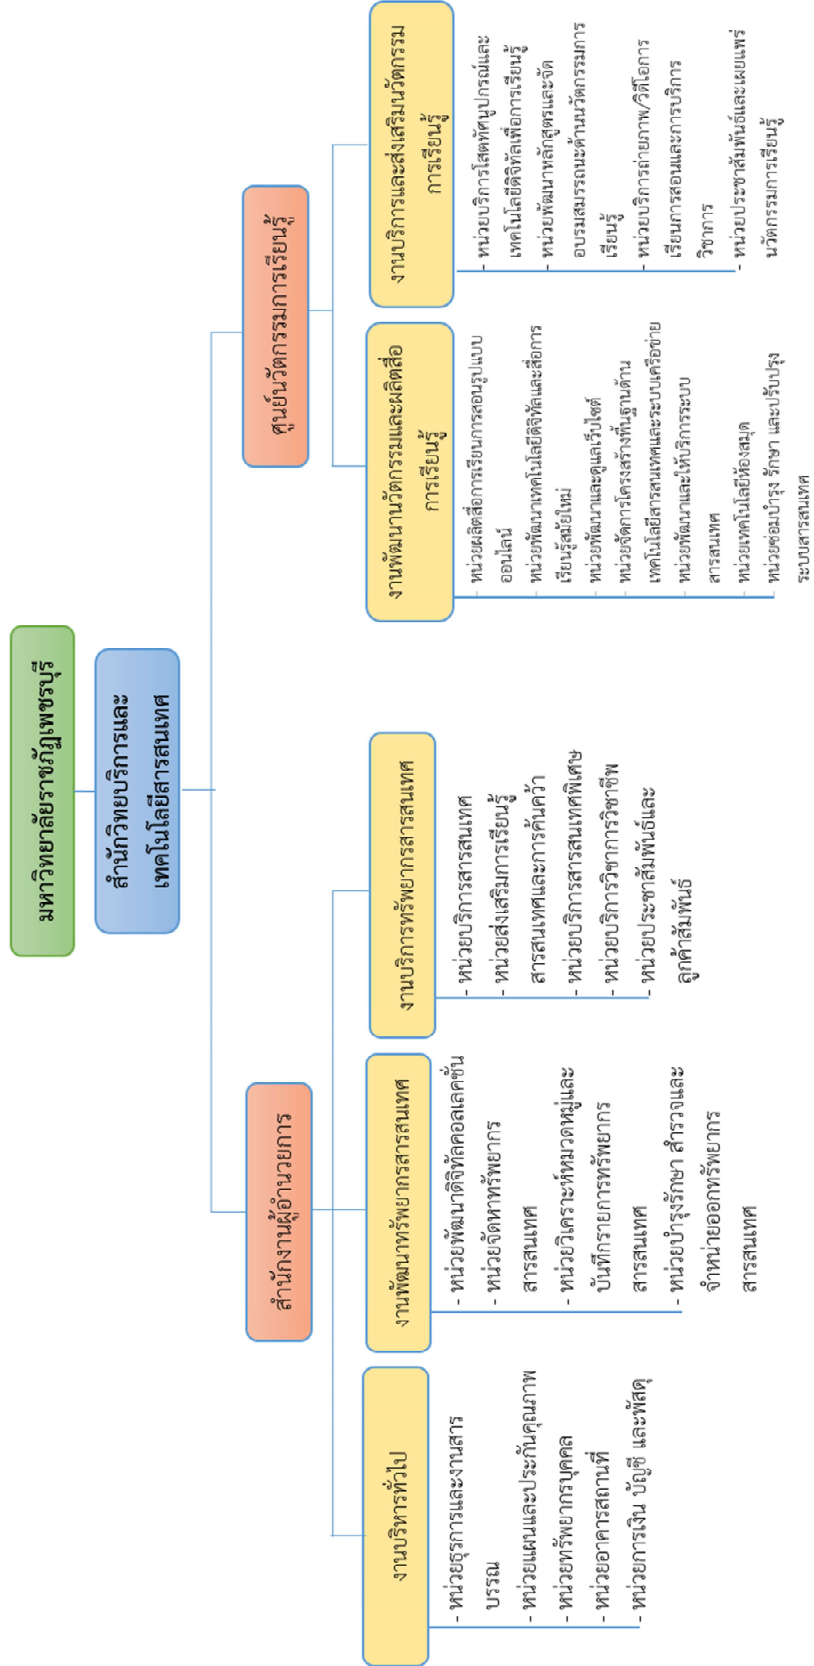 มหาวิทยาลัยราชภัฏเพชรบุรี
สำนักวิทยบริการและ
เทคโนโลยีสารสนเทศ
สำนักงานผู้อำนวยการ
ศูนย์นวัตกรรมการเรียนรู้
งานบริหารทั่วไป
- หน่วยธุรการและงานสาร
บรรณ
- หน่วยแผนและประกันคุณภาพ
- หน่วยทรัพยากรบุคคล
- หน่วยอาคารสถานที่
- หน่วยการเงิน บัญชี และพัสดุ
งานพัฒนาทรัพยากรสารสนเทศ
- หน่วยพัฒนาดิจิทัลคอลเลคชั่น
- หน่วยจัดหาทรัพยากร
สารสนเทศ
- หน่วยวิเคราะห์หมวดหมู่และ
บันทึกรายการทรัพยากร
สารสนเทศ
- หน่วยบำรุงรักษา สำรวจและ
จำหน่ายออกทรัพยากร
สารสนเทศ
งานบริการทรัพยากรสารสนเทศ
- หน่วยบริการสารสนเทศ
- หน่วยส่งเสริมการเรียนรู้
สารสนเทศและการค้นคว้า
- หน่วยบริการสารสนเทศพิเศษ
- หน่วยบริการวิชาการวิชาชีพ
- หน่วยประชาสัมพันธ์และ
ลูกค้าสัมพันธ์
งานพัฒนานวัตกรรมและผลิตสื่อ
การเรียนรู้
หน่วยผลิตสื่อการเรียนการสอนรูปแบบ
ออนไลน์
หน่วยพัฒนาเทคโนโลยีดิจิทัลและสื่อการ
เรียนรู้สมัยใหม่
หน่วยพัฒนาและดูแลเว็บไซต์
หน่วยจัดการโครงสร้างพื้นฐานด้าน
เทคโนโลยีสารสนเทศและระบบเครือข่าย
หน่วยพัฒนาและให้บริการระบบ
สารสนเทศ
หน่วยเทคโนโลยีห้องสมุด
หน่วยซ่อมบำรุง รักษา และปรับปรุง
ระบบสารสนเทศ
งานบริการและส่งเสริมนวัตกรรม
การเรียนรู้
- หน่วยบริการโสตทัศนูปกรณ์และ
เทคโนโลยีดิจิทัลเพื่อการเรียนรู้
- หน่วยพัฒนาหลักสูตรและจัด
อบรมสมรรถนะด้านนวัตกรรมการ
เรียนรู้
- หน่วยบริการถ่ายภาพ/วิดีโอการ
เรียนการสอนและการบริการ
วิชาการ
- หน่วยประชาสัมพันธ์และเผยแพร่
นวัตกรรมการเรียนรู้